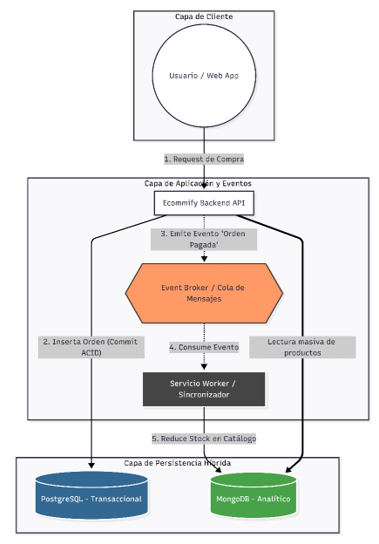 Capa de Cliente
Usuario / Web App
1. Request de Compra
Capa de Aplicación y Eventos
Ecommify Backend API
3. Emite Evento 'Orden
Pagada'
Event Broker / Cola de
Mensajes
2. Inserta Orden (Commit
ACID)
4. Consume Evento
Lectura masiva de
productos
Servicio Worker /
Sincronizador
5. Reduce Stock en Catálogo
Capa de Persistencia Híbrida
PostgreSQL - Transaccional
MongoDB - Analítico